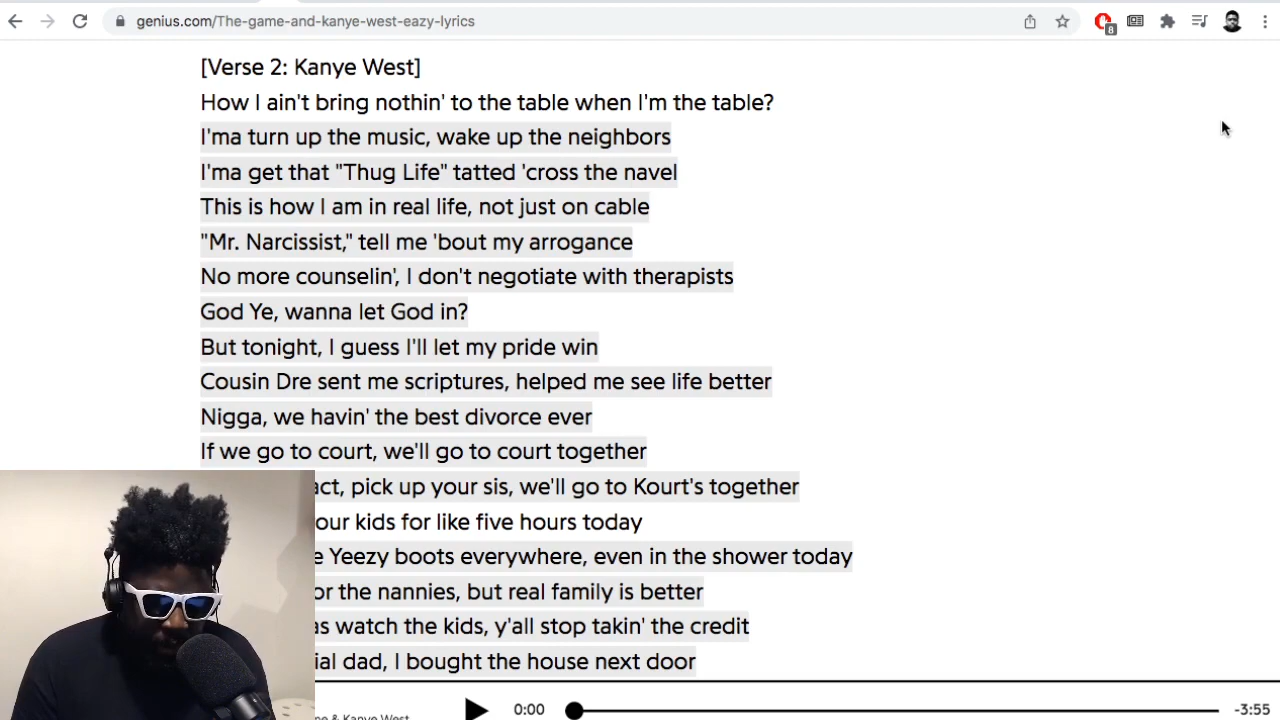 genius.com/The-game-and-kanye-west-eazy-lyrics
8
[Verse 2: Kanye West]
How I ain't bring nothin' to the table when I'm the table?
I'ma turn up the music, wake up the neighbors
I'ma get that "Thug Life" tatted 'cross the navel
This is how I am in real life, not just on cable
"Mr. Narcissist," tell me 'bout my arrogance
No more counselin', I don't negotiate with therapists
God Ye, wanna let God in?
But tonight, I guess I'll let my pride win
Cousin Dre sent me scriptures, helped me see life better
Nigga, we havin' the best divorce ever
If we go to court, we'll go to court together
act, pick up your sis, we'll go to Kourt's together
our kids for like five hours today
e Yeezy boots everywhere, even in the shower today
or the nannies, but real family is better
as watch the kids, y'all stop takin' the credit
ial dad, I bought the house next door
0:00
-3:55
ne & Kanye West